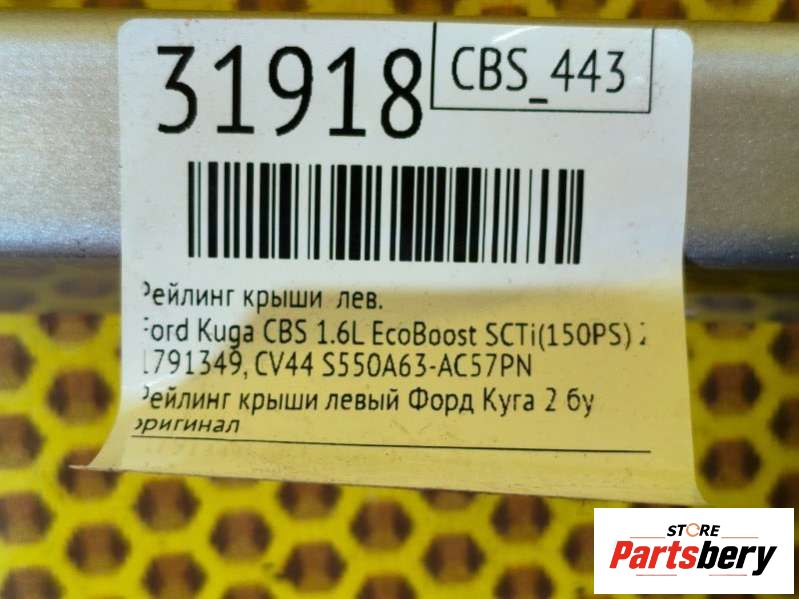 31918
CBS_443
Рейлинг крыши лев.
Ford Kuga CBS 1.6L EcoBoost SCTi(150PS) 2
1791349, CV44 S550A63-AC57PN
Рейлинг крыши левый Форд Куга 2 бу
оригинал
STORE
Partsbery